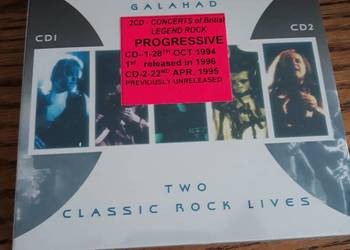 GALAHAD
CD1
CD2
2CD - CONCERTS of British
LEGEND ROCK
PROGRESSIVE
CD-1-28TH OCT.1994
1st released in 1996
CD-2-22ND APR. 1995
PREVIOUSLY UNRELEASED
TWO
CLASSIC ROCK LIVES